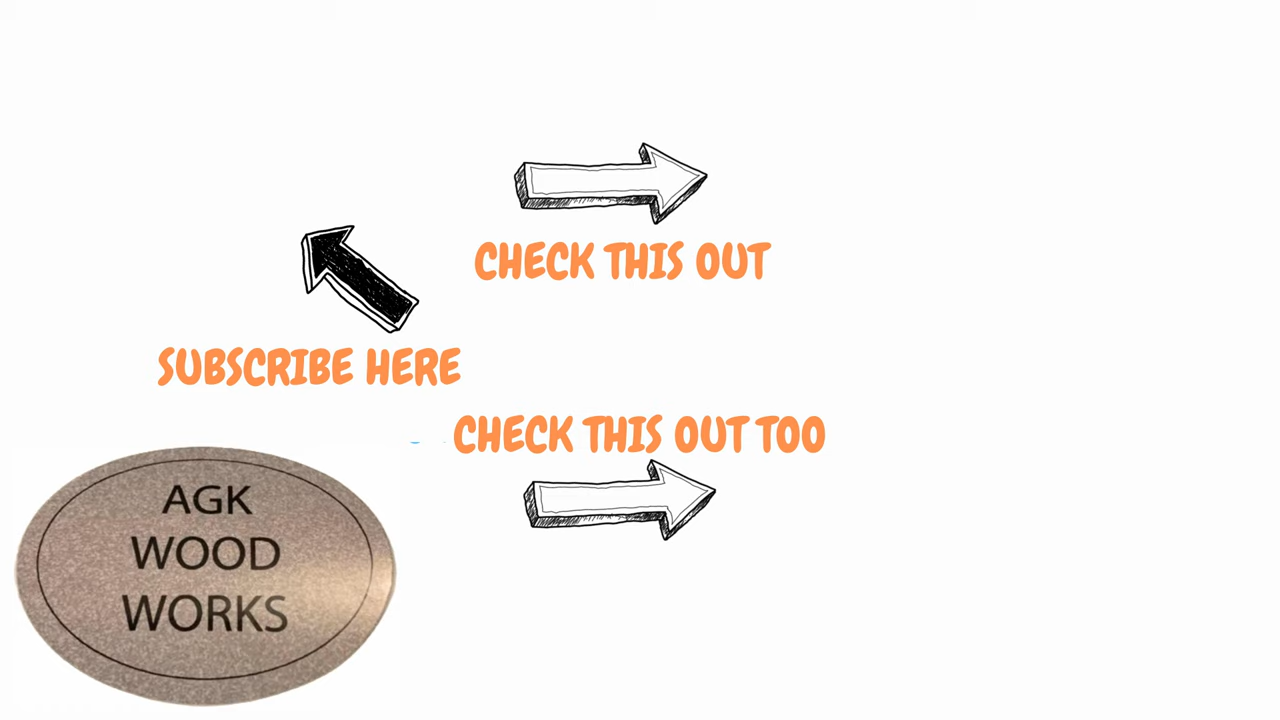 CHECK THIS OUT
SUBSCRIBE HERE
CHECK THIS OUT TOO
AGK
WOOD
WORKS